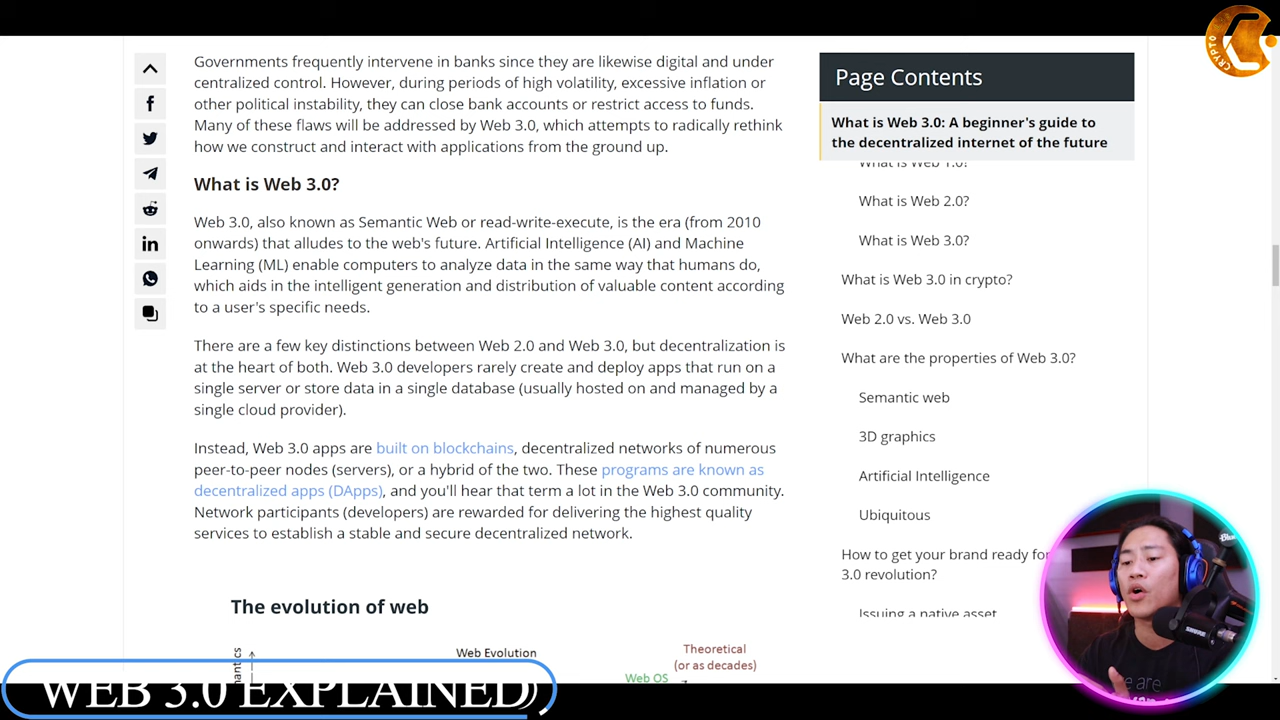 CRYPTO
Governments frequently intervene in banks since they are likewise digital and under
centralized control. However, during periods of high volatility, excessive inflation or
other political instability, they can close bank accounts or restrict access to funds.
Many of these flaws will be addressed by Web 3.0, which attempts to radically rethink
how we construct and interact with applications from the ground up.
What is Web 3.0?
Web 3.0, also known as Semantic Web or read-write-execute, is the era (from 2010
onwards) that alludes to the web's future. Artificial Intelligence (AI) and Machine
Learning (ML) enable computers to analyze data in the same way that humans do,
which aids in the intelligent generation and distribution of valuable content according
to a user's specific needs.
There are a few key distinctions between Web 2.0 and Web 3.0, but decentralization is
at the heart of both. Web 3.0 developers rarely create and deploy apps that run on a
single server or store data in a single database (usually hosted on and managed by a
single cloud provider).
Instead, Web 3.0 apps are built on blockchains, decentralized networks of numerous
peer-to-peer nodes (servers), or a hybrid of the two. These programs are known as
decentralized apps (DApps), and you'll hear that term a lot in the Web 3.0 community.
Network participants (developers) are rewarded for delivering the highest quality
services to establish a stable and secure decentralized network.
The evolution of web
Web Evolution
Theoretical
(or as decades)
Web OS
Page Contents
What is Web 3.0: A beginner's guide to
the decentralized internet of the future
What is Web 1.0?
What is Web 2.0?
What is Web 3.0?
What is Web 3.0 in crypto?
Web 2.0 vs. Web 3.0
What are the properties of Web 3.0?
Semantic web
3D graphics
Artificial Intelligence
Ubiquitous
How to get your brand ready for
3.0 revolution?
Issuing a native asset
SHURE
WEB 3.0 EXPLAINED